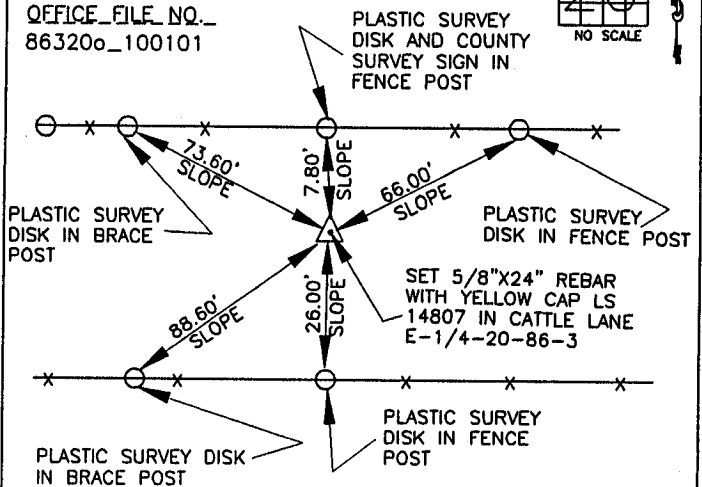 OFFICE FILE NO.
86320o_100101
PLASTIC SURVEY
DISK AND COUNTY
SURVEY SIGN IN
FENCE POST
NO SCALE
73.60'
SLOPE
7.80'
SLOPE
66.00'
SLOPE
PLASTIC SURVEY
DISK IN BRACE
POST
PLASTIC SURVEY
DISK IN FENCE POST
SET 5/8"X24" REBAR
WITH YELLOW CAP LS
14807 IN CATTLE LANE
E-1/4-20-86-3
88.60'
SLOPE
26.00'
SLOPE
PLASTIC SURVEY DISK
IN BRACE POST
PLASTIC SURVEY
DISK IN FENCE
POST